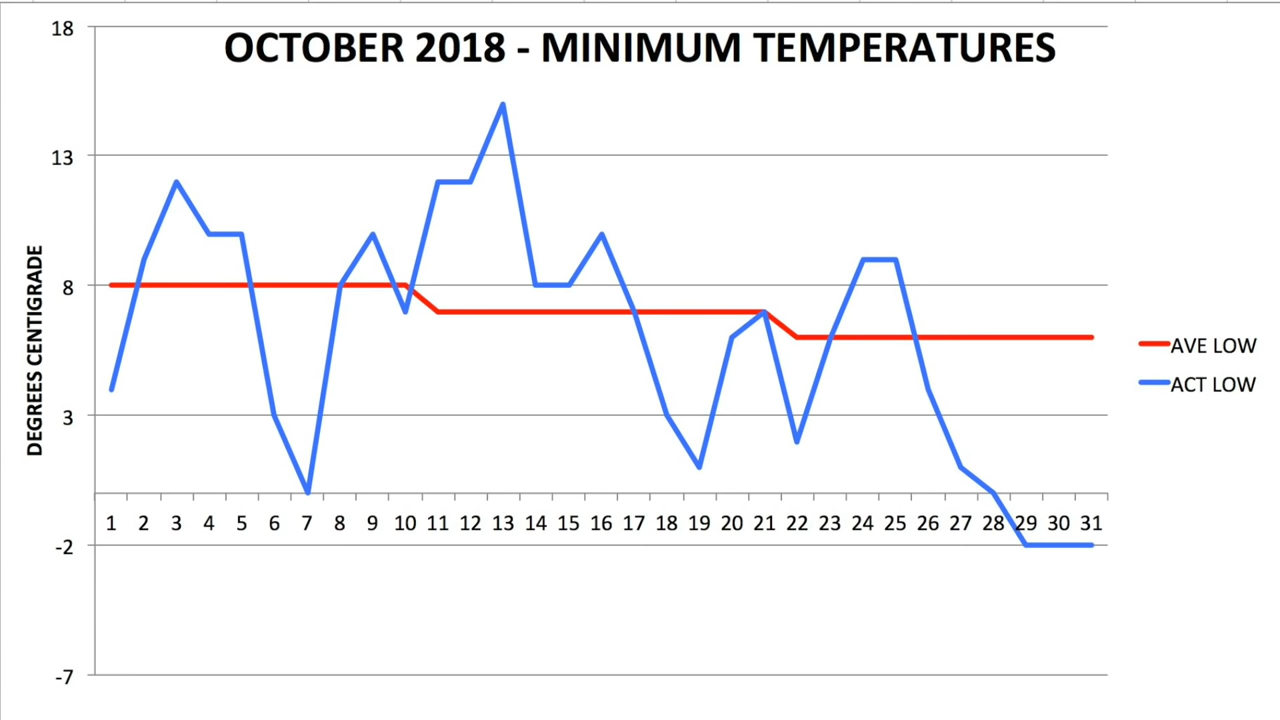 OCTOBER 2018 - MINIMUM TEMPERATURES
18
13
8
3
-2
-7
DEGREES CENTIGRADE
1 2 3 4 5 6 7 8 9 10 11 12 13 14 15 16 17 18 19 20 21 22 23 24 25 26 27 28 29 30 31
AVE LOW
ACT LOW